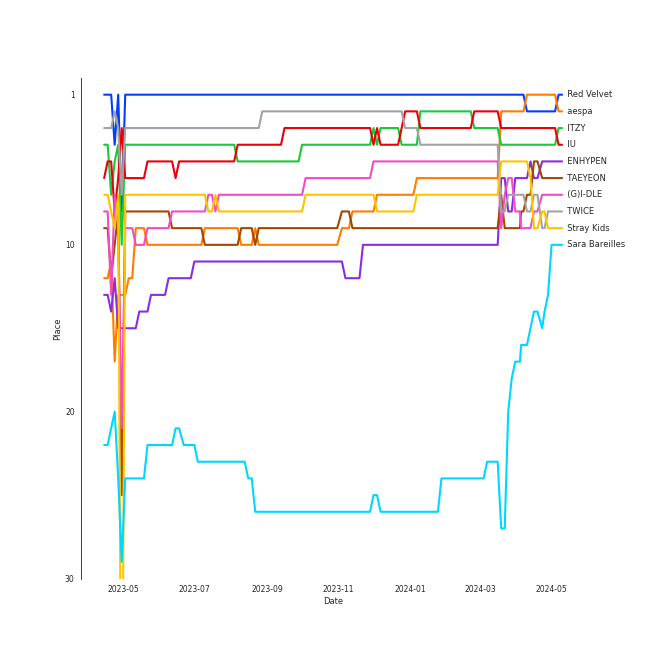 1
10
20
30
Place
2023-05
2023-07
2023-09
2023-11
2024-01
2024-03
2024-05
Date
Red Velvet
aespa
ITZY
IU
ENHYPEN
TAEYEON
(G)I-DLE
TWICE
Stray Kids
Sara Bareilles